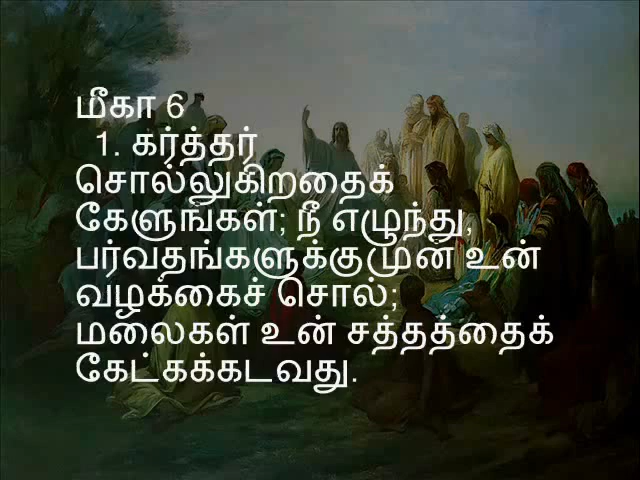 மீகா 6
1. கர்த்தர்
சொல்லுகிறதைக்
கேளுங்கள்; நீ எழுந்து,
பர்வதங்களுக்குமுன் உன்
வழக்கைச் சொல்;
மலைகள் உன் சத்தத்தைக்
கேட்கக்கடவது.